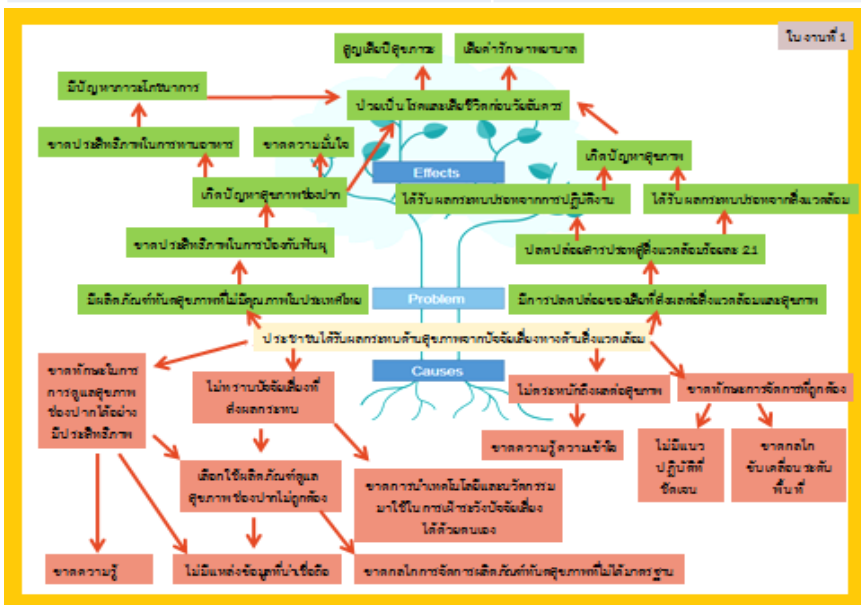 ใบงานที่ 1
สูญเสียปีสุขภาวะ
เสียค่ารักษาพยาบาล
มีปัญหาภาวะโภชนาการ
ป่วยเป็นโรคและเสียชีวิตก่อนวัยอันควร
ขาดประสิทธิภาพในการทานอาหาร
ขาดความมั่นใจ
เกิดปัญหาสุขภาพ
Effects
เกิดปัญหาสุขภาพช่องปาก
ได้รับผลกระทบปรอทจากการปฏิบัติงาน
ได้รับผลกระทบปรอทจากสิ่งแวดล้อม
ขาดประสิทธิภาพในการป้องกันฟันผุ
ปลดปล่อยสารปรอทสู่สิ่งแวดล้อมร้อยละ 21
มีผลิตภัณฑ์ทันตสุขภาพที่ไม่มีคุณภาพในประเทศไทย
Problem
มีการปลดปล่อยของเสียที่ส่งผลต่อสิ่งแวดล้อมและสุขภาพ
ประชาชนได้รับผลกระทบด้านสุขภาพจากปัจจัยเสี่ยงทางด้านสิ่งแวดล้อม
Causes
ขาดทักษะในการ
การดูแลสุขภาพ
ช่องปากได้อย่าง
มีประสิทธิภาพ
ไม่ทราบปัจจัยเสี่ยงที่
ส่งผลกระทบ
ไม่ตระหนักถึงผลต่อสุขภาพ
ขาดทักษะการจัดการที่ถูกต้อง
ขาดความรู้ความเข้าใจ
ไม่มีแนว
ปฏิบัติที่
ชัดเจน
ขาดกลไก
ขับเคลื่อนระดับ
พื้นที่
เลือกใช้ผลิตภัณฑ์ดูแล
สุขภาพช่องปากไม่ถูกต้อง
ขาดการนำเทคโนโลยีและนวัตกรรม
มาใช้ในการเฝ้าระวังปัจจัยเสี่ยง
ได้ด้วยตนเอง
ขาดความรู้
ไม่มีแหล่งข้อมูลที่น่าเชื่อถือ
ขาดกลไกการจัดการผลิตภัณฑ์ทันตสุขภาพที่ไม่ได้มาตรฐาน